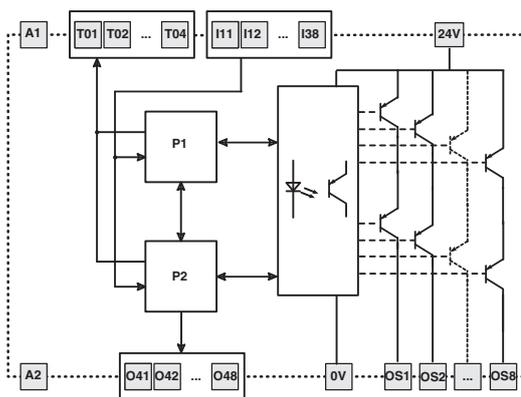 A1 T01 T02 ... T04 I11 I12 ... I38 24V
P1
P2
A2 O41 O42 ... O48 0V OS1 OS2 ... OS8